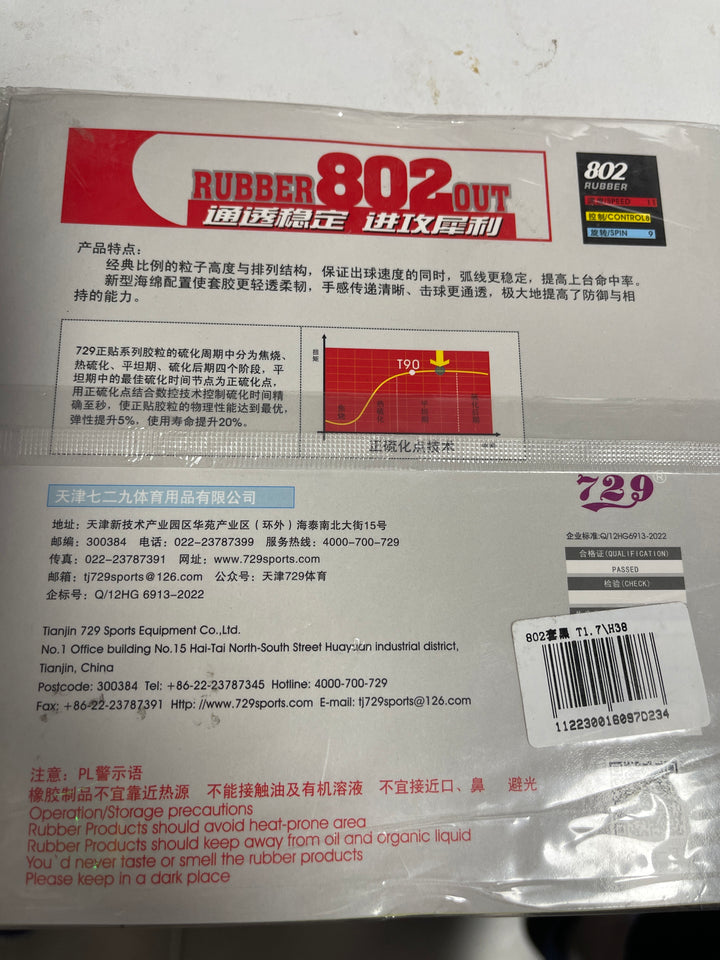 RUBBER 802 OUT
通透稳定 进攻犀利
802
RUBBER
速度/SPEED 11
控制/CONTROL 8
旋转/SPIN 9
产品特点：
经典比例的粒子高度与排列结构，保证出球速度的同时，弧线更稳定，提高上台命中率。
新型海绵配置使套胶更轻透柔韧，手感传递清晰、击球更通透，极大地提高了防御与相
持的能力。
729正贴系列胶粒的硫化周期中分为焦烧、
热硫化、平坦期、硫化后期四个阶段，平
坦期中的最佳硫化时间节点为正硫化点，
用正硫化点结合数控技术控制硫化时间精
确至秒，使正贴胶粒的物理性能达到最优，
弹性提升5%，使用寿命提升20%。
扭矩
T90
焦烧
热硫化
平坦期
硫化后期
正硫化点技术
729®
天津七二九体育用品有限公司
地址：天津新技术产业园区华苑产业区（环外）海泰南北大街15号
邮编：300384 电话：022-23787399 服务热线：4000-700-729
传真：022-23787391 网址：www.729sports.com
邮箱：tj729sports@126.com 公众号：天津729体育
企标号：Q/12HG 6913-2022
企业标准:Q/12HG6913-2022
合格证(QUALIFICATION)
PASSED
检验(CHECK)
802套黑 T1.7\H38
112230016097D234
Tianjin 729 Sports Equipment Co.,Ltd.
No.1 Office building No.15 Hai-Tai North-South Street Huayuan industrial district,
Tianjin, China
Postcode: 300384 Tel: +86-22-23787345 Hotline: 4000-700-729
Fax: +86-22-23787391 Http: //www.729sports.com E-mail: tj729sports@126.com
注意：PL警示语
橡胶制品不宜靠近热源 不能接触油及有机溶液 不宜接近口、鼻 避光
Operation/Storage precautions
Rubber Products should avoid heat-prone area
Rubber Products should keep away from oil and organic liquid
You`d never taste or smell the rubber products
Please keep in a dark place